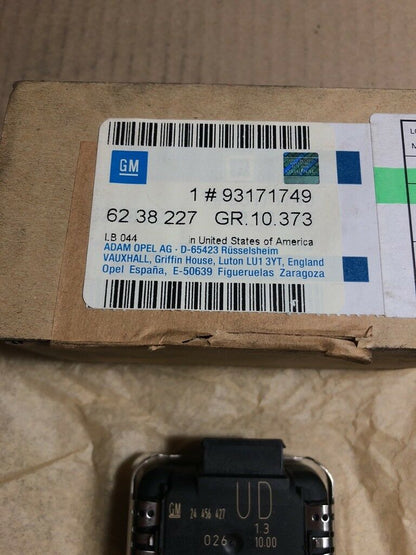 GM
1 # 93171749
62 38 227 GR.10.373
LB 044 in United States of America
ADAM OPEL AG · D-65423 Rüsselsheim
VAUXHALL, Griffin House, Luton LU1 3YT, England
Opel España, E-50639 Figueruelas Zaragoza
GM 24 456 427 UD
1.3
026 10.00